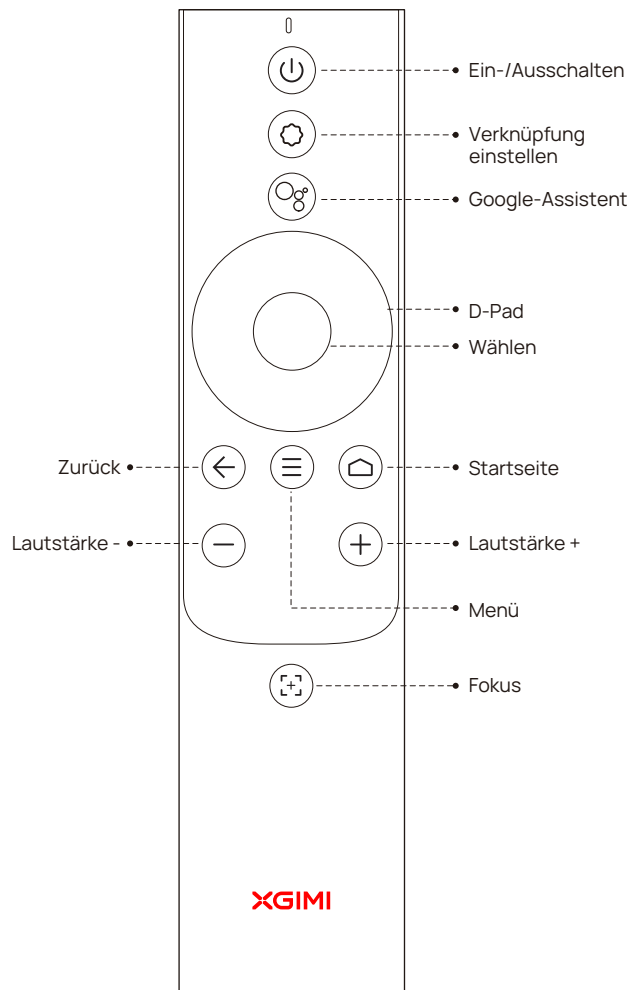 Ein-/Ausschalten
Verknüpfung
einstellen
Google-Assistent
D-Pad
Wählen
Zurück
Startseite
Lautstärke -
Lautstärke +
Menü
Fokus
XGIMI